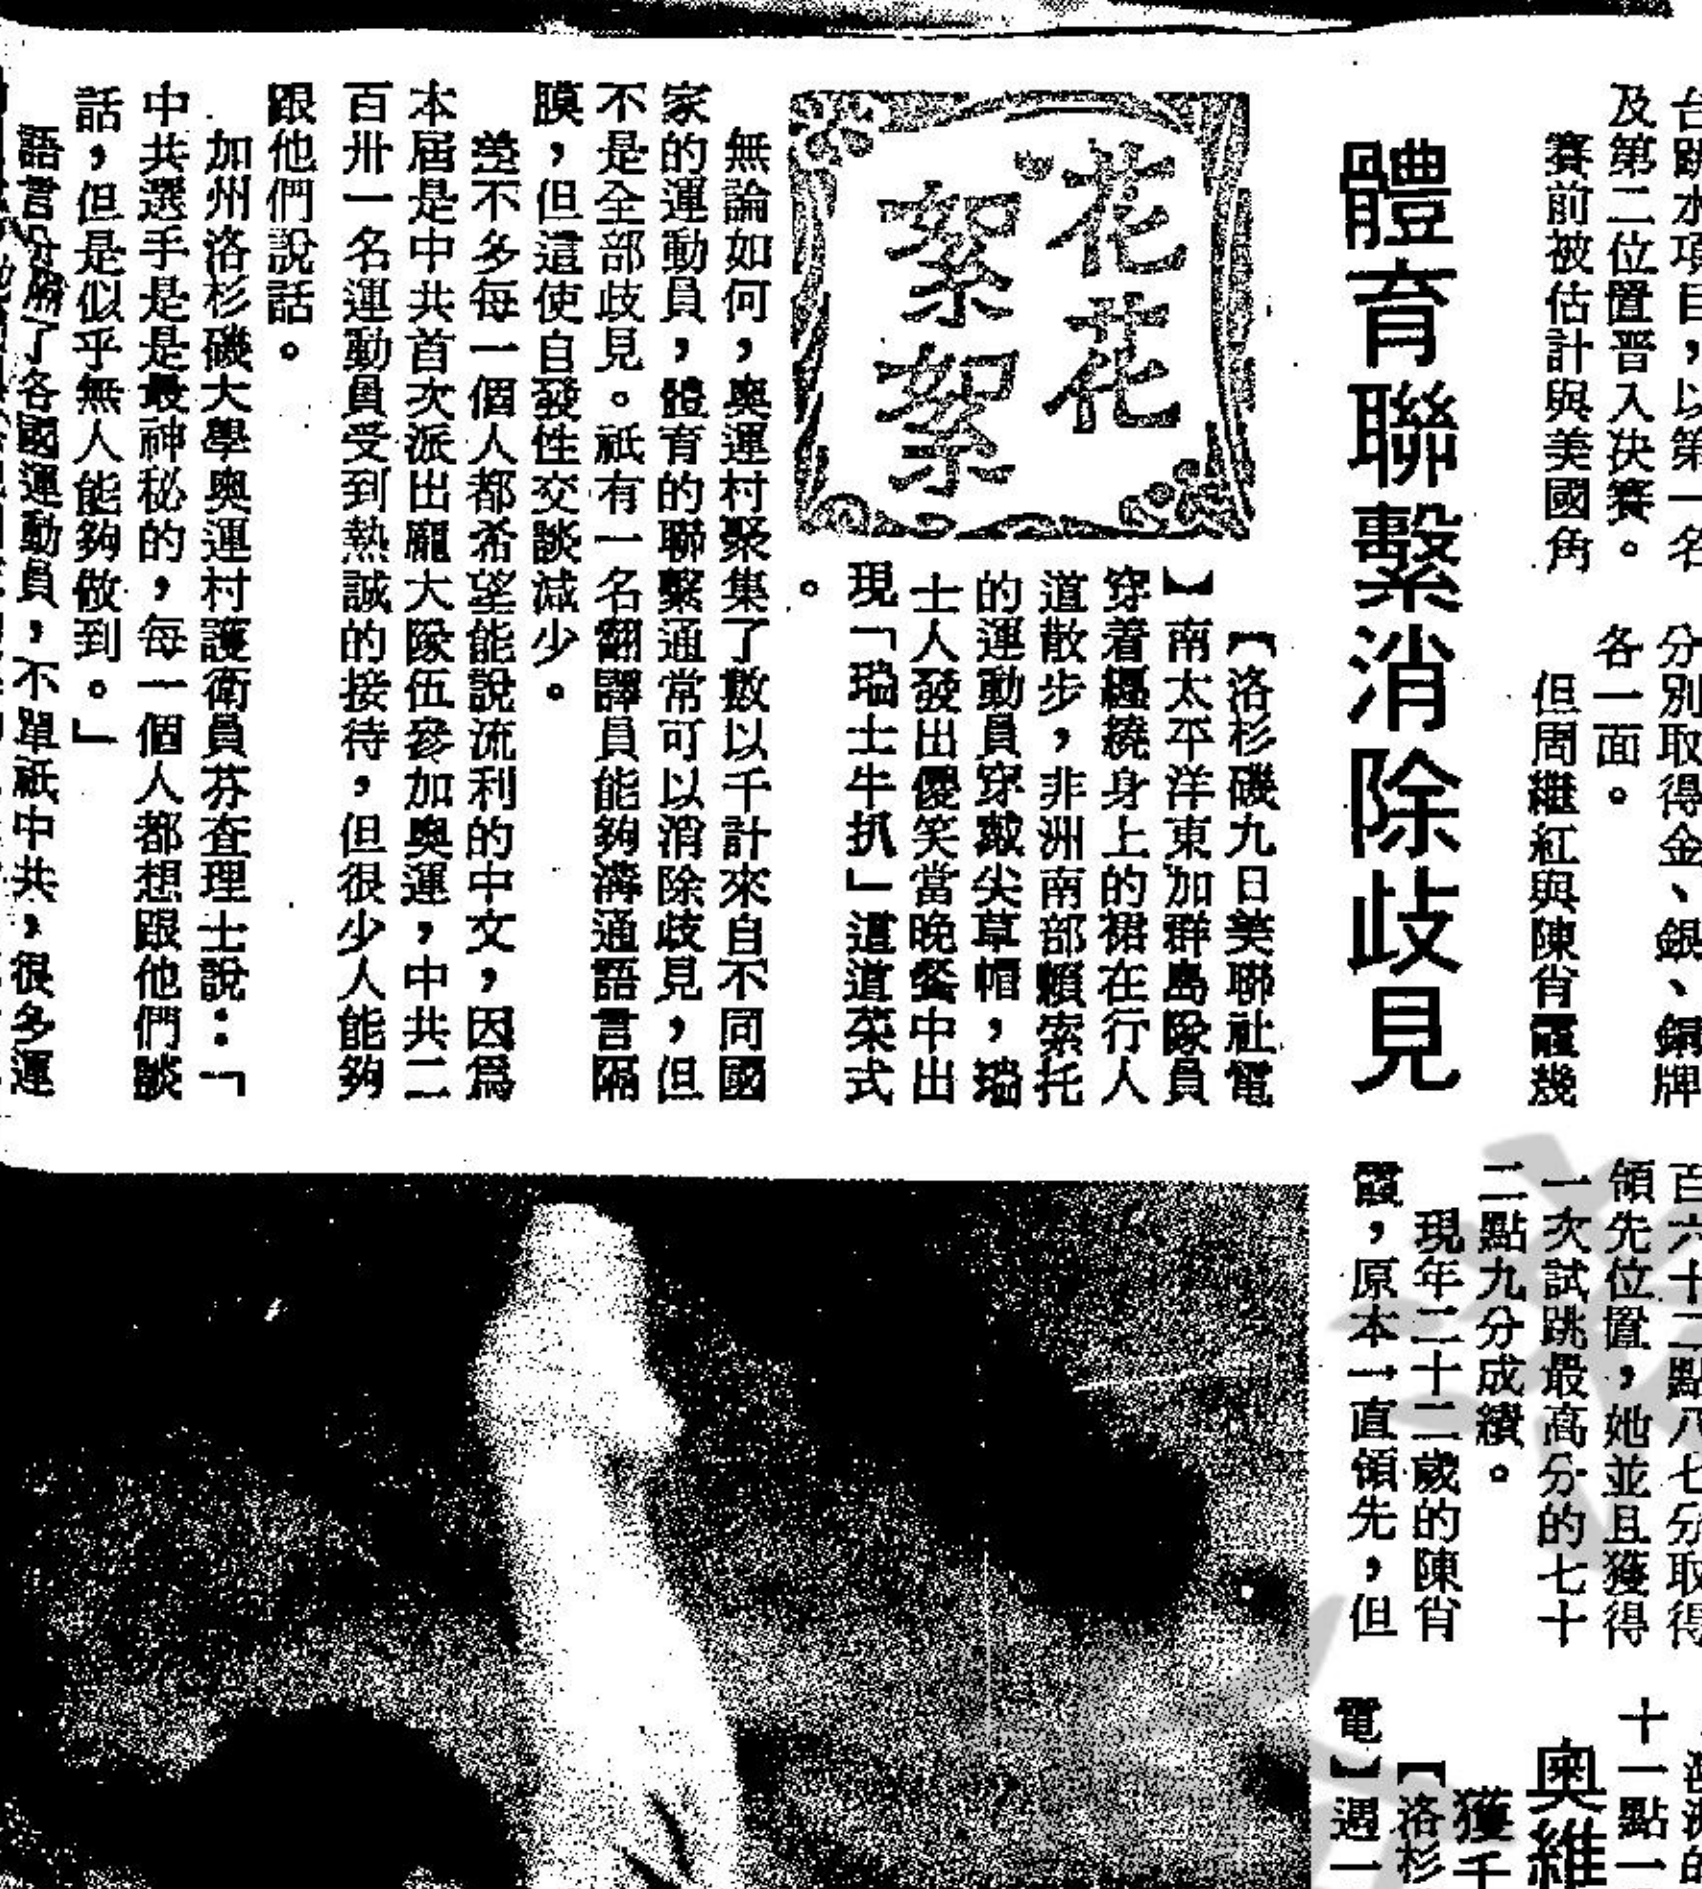 台跳水項目，以第一名
及第二位置晋入决賽。
賽前被估計與美國角
分別取得金、銀、銅牌
各一面。
但周繼紅與陳肖霞幾
體育聯繫消除歧見
花花
絮絮
【洛杉磯九日美聯社電
】南太平洋東加群島隊員
穿着纏繞身上的裙在行人
道散步，非洲南部賴索托
的運動員穿戴尖草帽，瑞
士人發出優笑當晚餐中出
現「瑞士牛扒」這道菜式
。
無論如何，奧運村聚集了數以千計來自不同國
家的運動員，體育的聯繫通常可以消除歧見，但
不是全部歧見。祇有一名翻譯員能夠溝通語言隔
膜，但這使自發性交談減少。
差不多每一個人都希望能說流利的中文，因爲
本屆是中共首次派出龐大隊伍參加奧運，中共二
百卅一名運動員受到熱誠的接待，但很少人能夠
跟他們說話。
加州洛杉磯大學奧運村護衛員芬查理士說：「
中共選手是是最神秘的，每一個人都想跟他們談
話，但是似乎無人能夠做到。」
語言分隔了各國運動員，不單祇中共，很多運
百六十二點八七分取得
領先位置，她並且獲得
一次試跳最高分的七十
二點九分成績。
現年二十二歲的陳肖
霞，原本一直領先，但
十一點一
奧維
獲千
【洛杉
電】週一